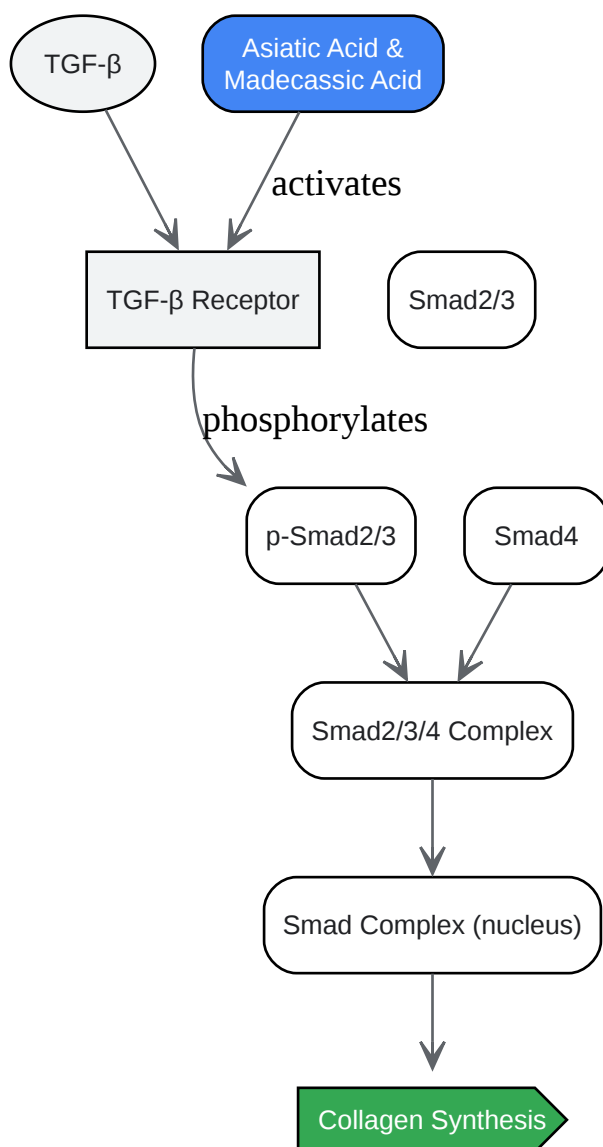 TGF-β
Asiatic Acid &
Madecassic Acid
activates
TGF-β Receptor
Smad2/3
phosphorylates
p-Smad2/3
Smad4
Smad2/3/4 Complex
Smad Complex (nucleus)
Collagen Synthesis